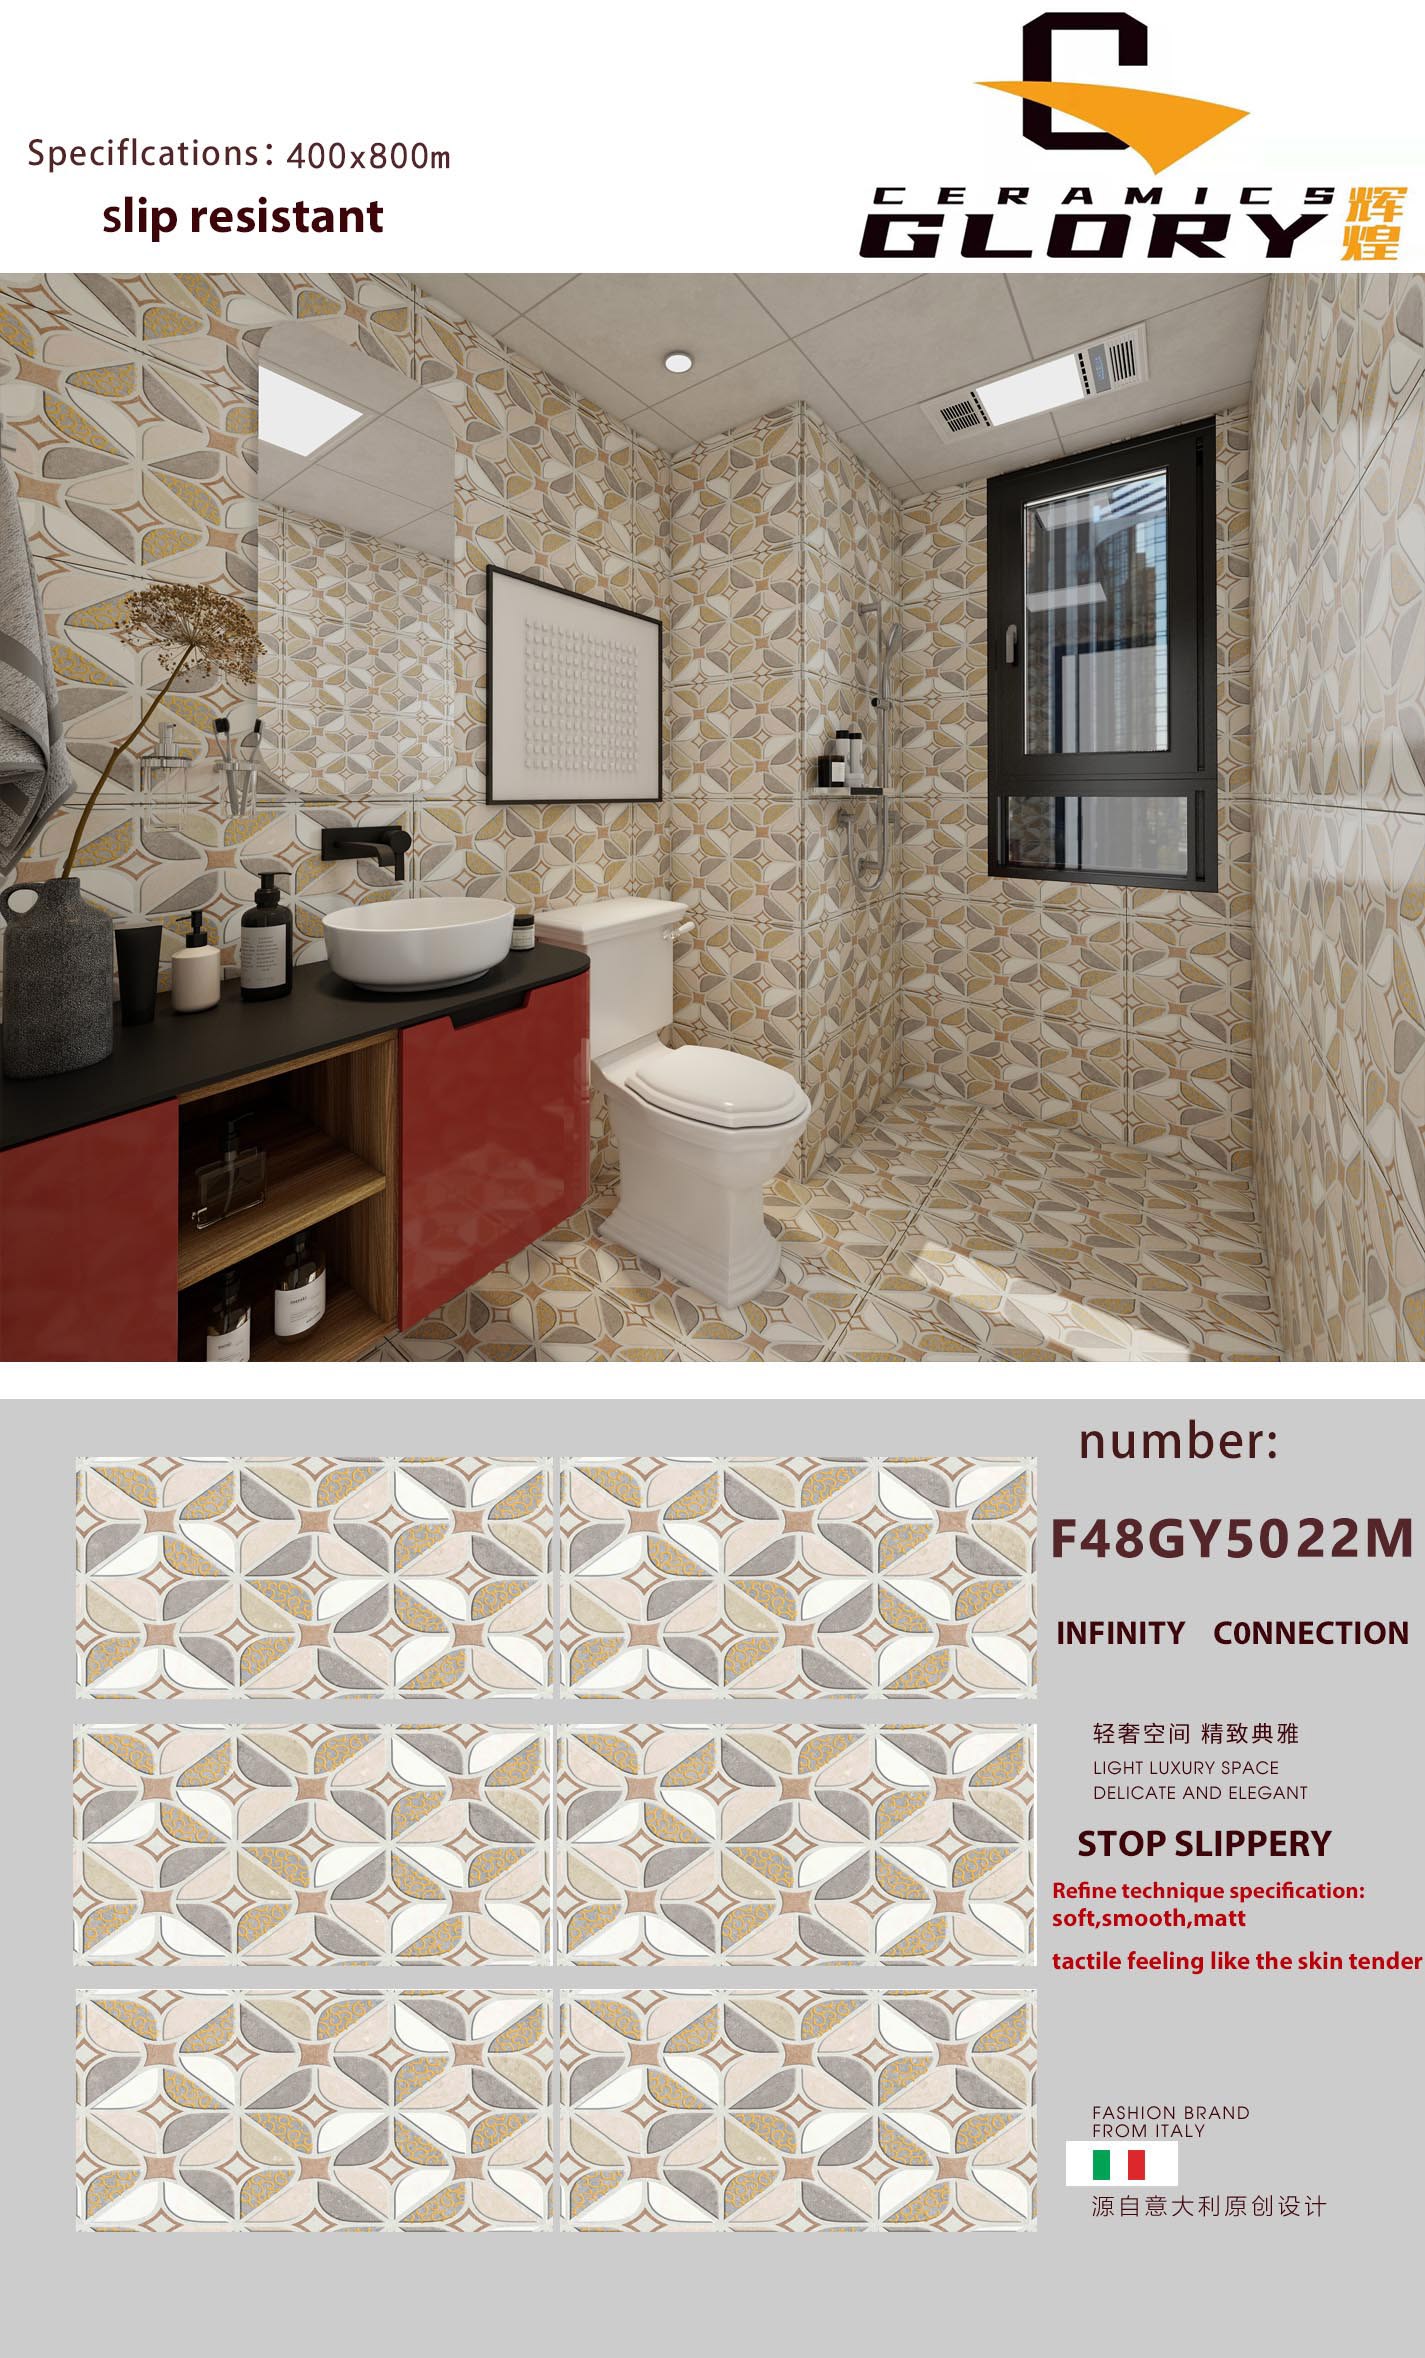 Speciflcations: 400x800m
slip resistant
C
CERAMICS
GLORY 辉煌
number:
F48GY5022M
INFINITY C0NNECTION
轻奢空间 精致典雅
LIGHT LUXURY SPACE
DELICATE AND ELEGANT
STOP SLIPPERY
Refine technique specification:
soft,smooth,matt
tactile feeling like the skin tender
FASHION BRAND
FROM ITALY
源自意大利原创设计